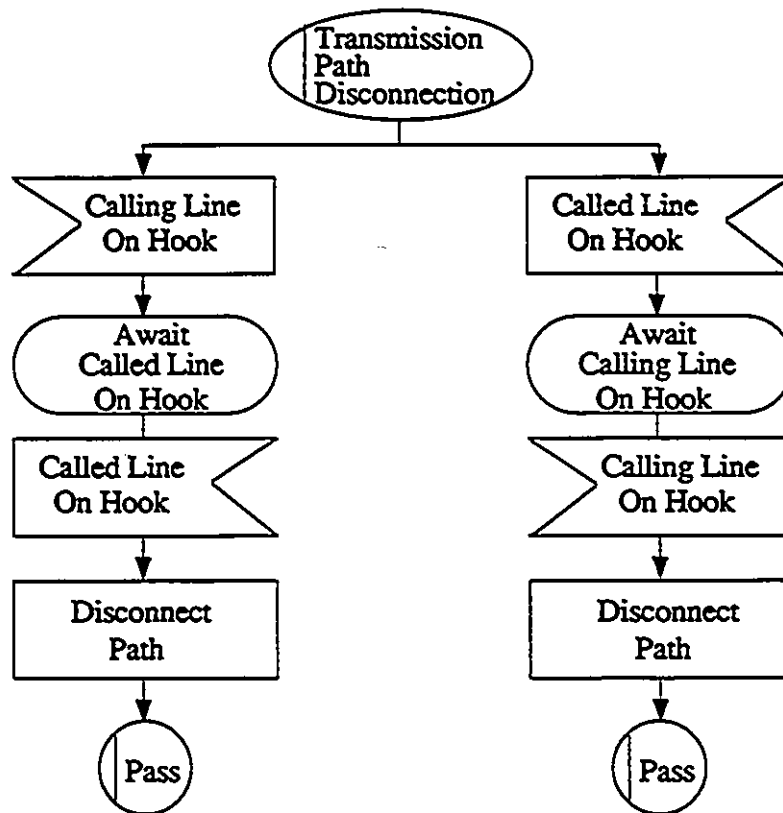 Transmission
Path
Disconnection
Calling Line
On Hook
Called Line
On Hook
Await
Called Line
On Hook
Await
Calling Line
On Hook
Called Line
On Hook
Calling Line
On Hook
Disconnect
Path
Disconnect
Path
Pass
Pass